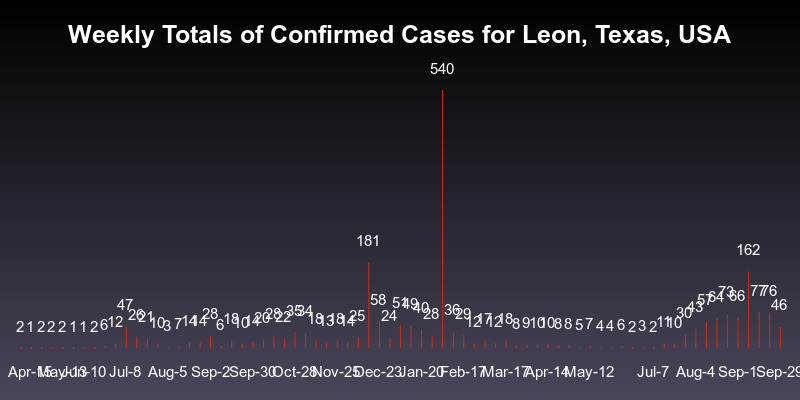 Weekly Totals of Confirmed Cases for Leon, Texas, USA
2 1 2 2 2 1 1 2 6 12 47 26 21 10 3 7 14 14 28 6 18 10 14 20 28 22 35 34 18 13 18 14 25 181 58 24 51 49 40 28 540 36 29 12 17 12 18 8 9 10 10 8 8 5 7 4 4 6 2 3 2 11 10 30 43 57 64 73 66 162 77 76 46
Apr-15 May-13 Jun-10 Jul-8 Aug-5 Sep-2 Sep-30 Oct-28 Nov-25 Dec-23 Jan-20 Feb-17 Mar-17 Apr-14 May-12 Jul-7 Aug-4 Sep-1 Sep-29